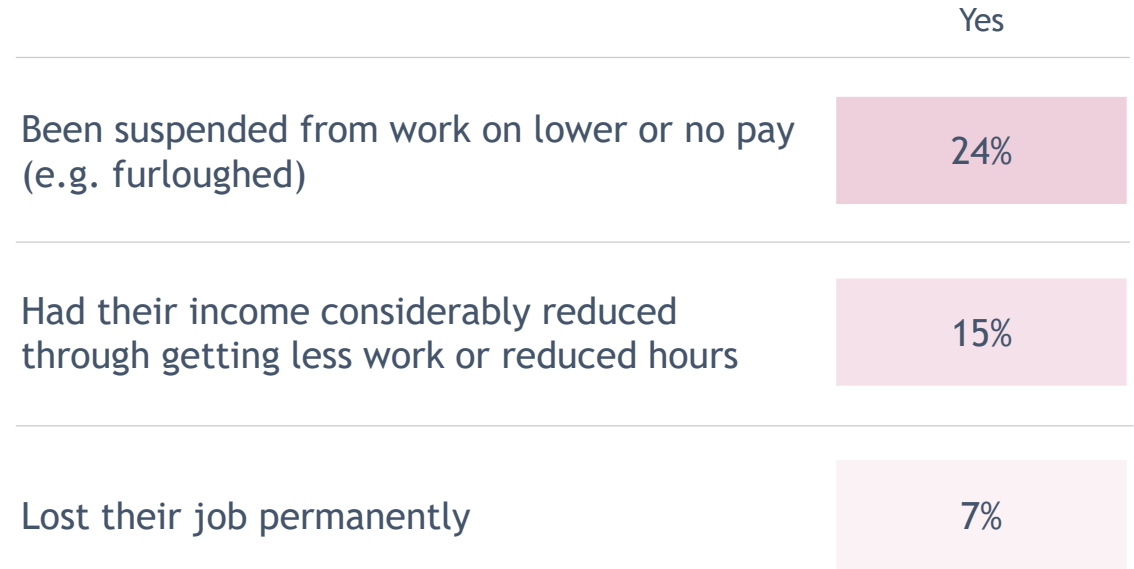 Yes
Been suspended from work on lower or no pay
(e.g. furloughed)
24%
Had their income considerably reduced
through getting less work or reduced hours
15%
Lost their job permanently
7%